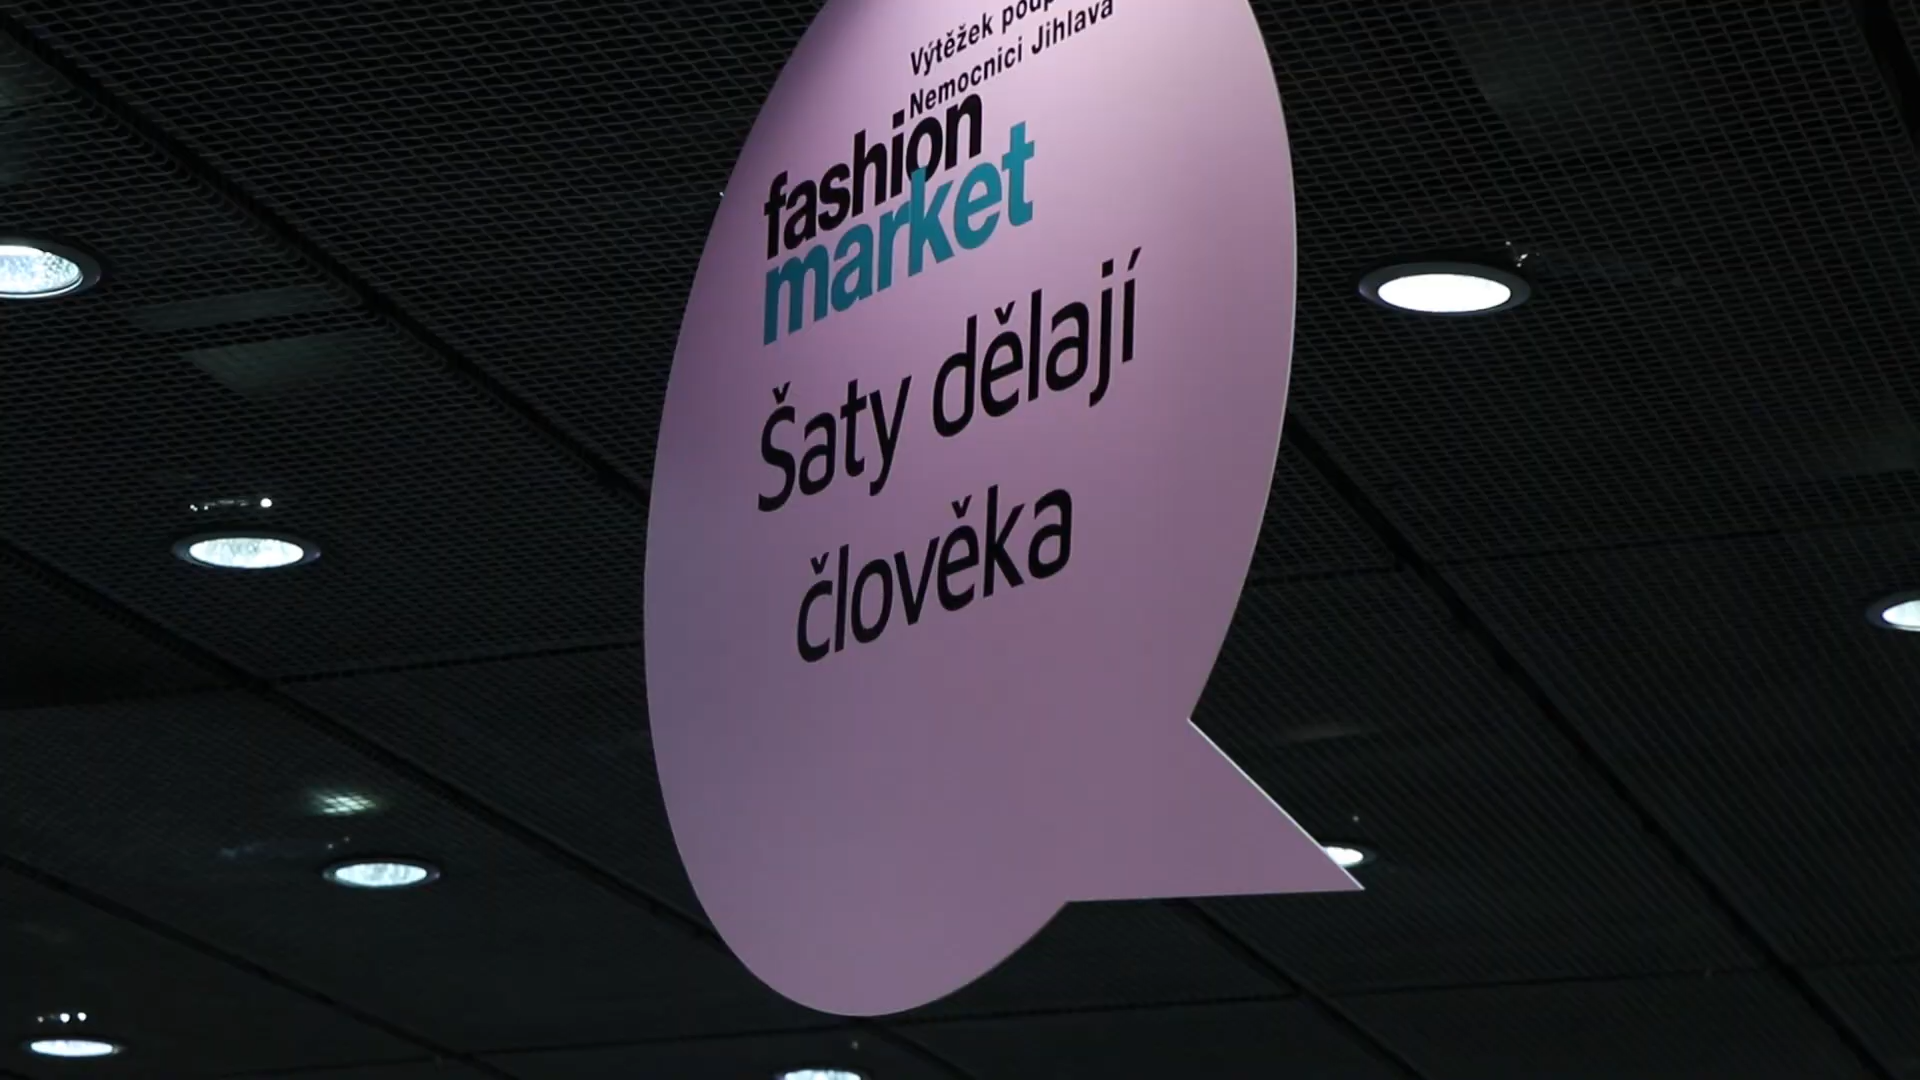 Výtěžek
Nemocnici Jihlava
fashion
market
Šaty dělají
člověka